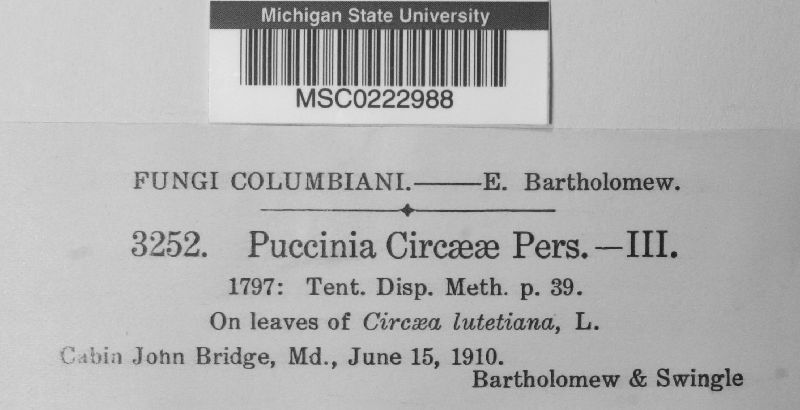 Michigan State University
MSC0222988
FUNGI COLUMBIANI.——E. Bartholomew.
3252. Puccinia Circææ Pers.—III.
1797: Tent. Disp. Meth. p. 39.
On leaves of Circæa lutetiana, L.
Cabin John Bridge, Md., June 15, 1910.
Bartholomew & Swingle